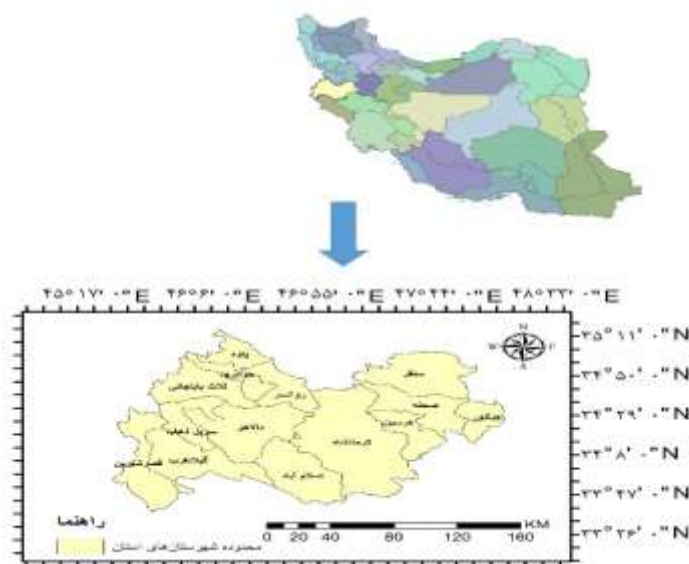 ۴۵°۱۷'۰"E ۴۶°۶'۰"E ۴۶°۵۵'۰"E ۴۷°۴۴'۰"E ۴۸°۳۳'۰"E
۳۵°۱۱'۰"N
N
W E
پاوه
سنقر
۳۴°۵۰'۰"N
جوانرود
ثلاث باباجانی
روانسر
صحنه
۳۴°۲۹'۰"N
کنگاور
هرسین
دالاهو
سرپل ذهاب
کرمانشاه
۳۴°۸'۰"N
گیلانغرب
قصرشیرین
اسلام آباد
۳۳°۴۷'۰"N
راهنما
KM
0 20 40 80 120 160
۳۳°۲۶'۰"N
محدوده شهرستان‌های استان